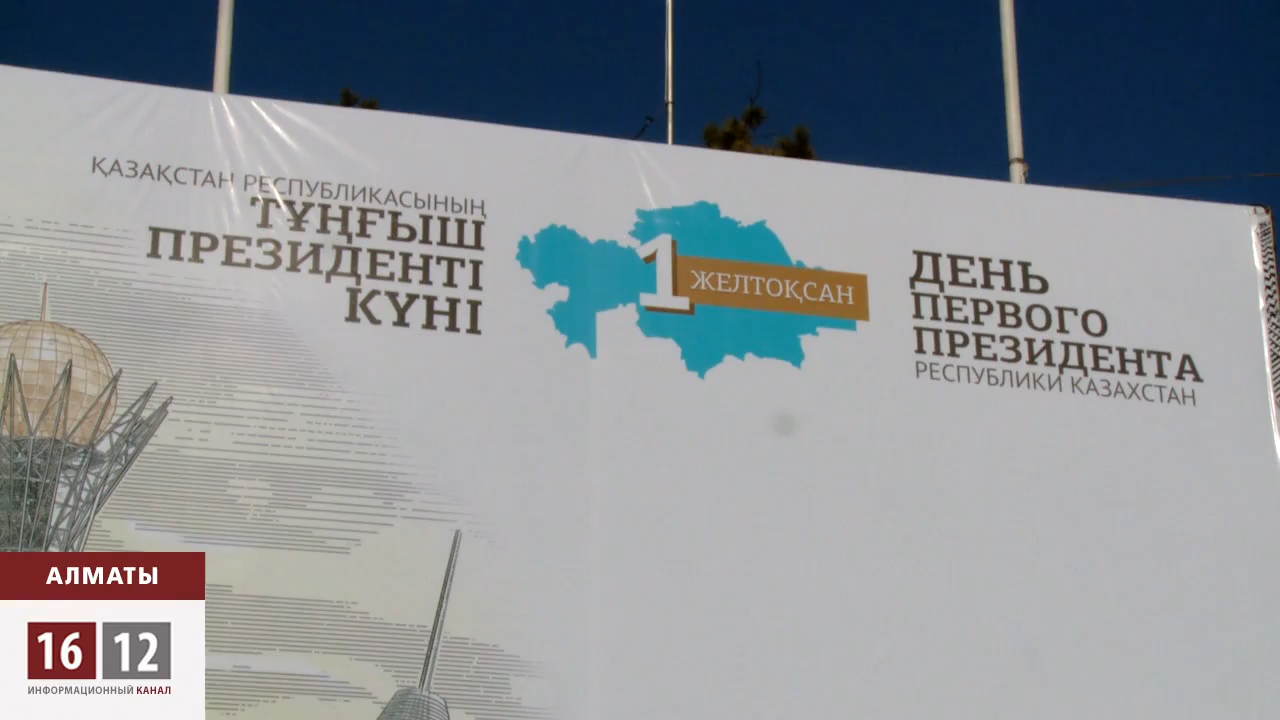 ҚАЗАҚСТАН РЕСПУБЛИКАСЫНЫҢ
ТҰҢҒЫШ
ПРЕЗИДЕНТІ
КҮНІ
1 ЖЕЛТОҚСАН
ДЕНЬ
ПЕРВОГО
ПРЕЗИДЕНТА
РЕСПУБЛИКИ КАЗАХСТАН
АЛМАТЫ
16 12
ИНФОРМАЦИОННЫЙ КАНАЛ